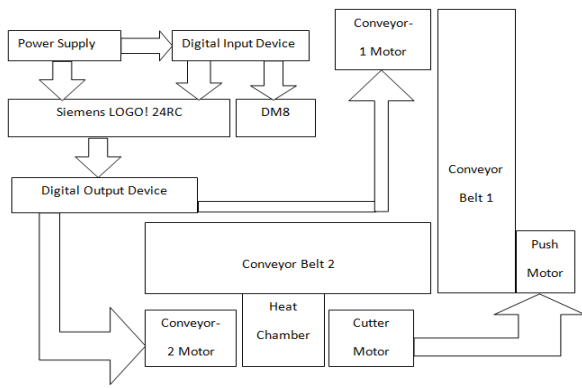 Power Supply
Digital Input Device
Conveyor-
1 Motor
Siemens LOGO! 24RC
DM8
Digital Output Device
Conveyor
Belt 1
Push
Motor
Conveyor Belt 2
Heat
Chamber
Conveyor-
2 Motor
Cutter
Motor